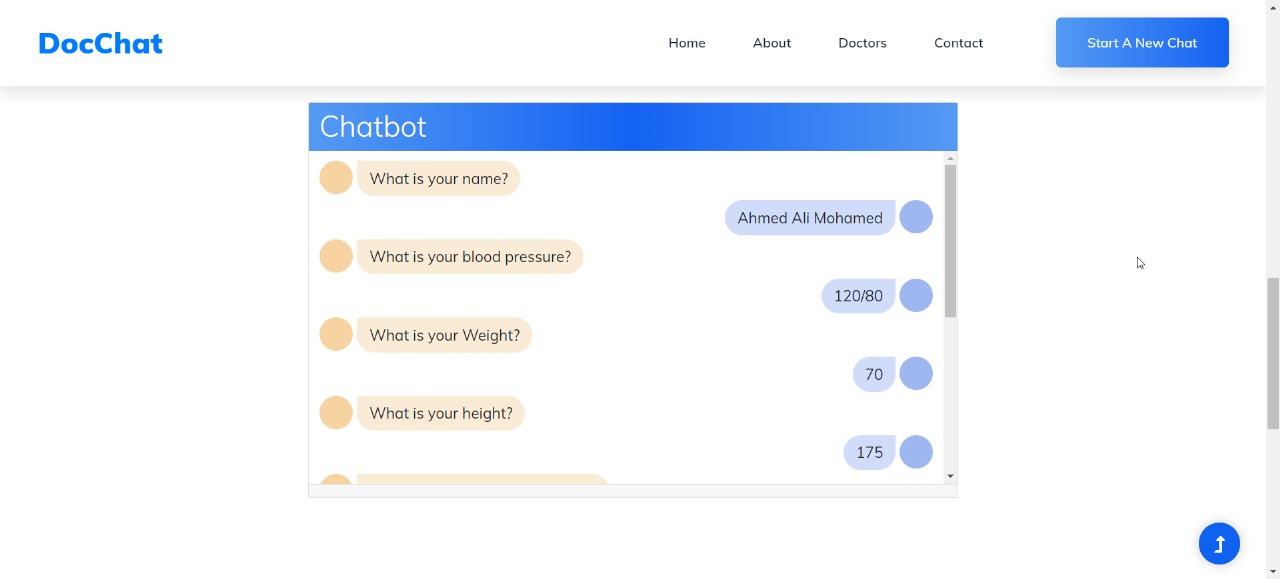 DocChat
Home
About
Doctors
Contact
Start A New Chat
Chatbot
What is your name?
Ahmed Ali Mohamed
What is your blood pressure?
120/80
What is your Weight?
70
What is your height?
175